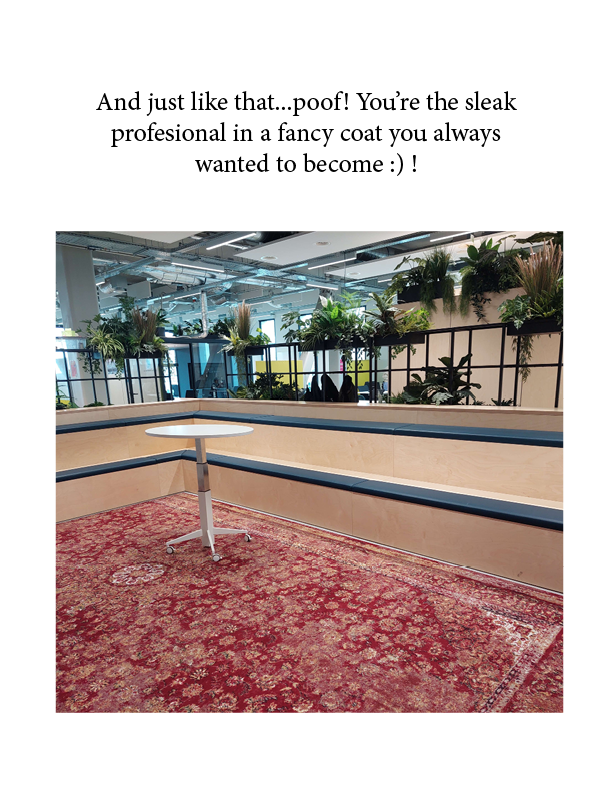 And just like that...poof! You’re the sleak
profesional in a fancy coat you always
wanted to become :) !